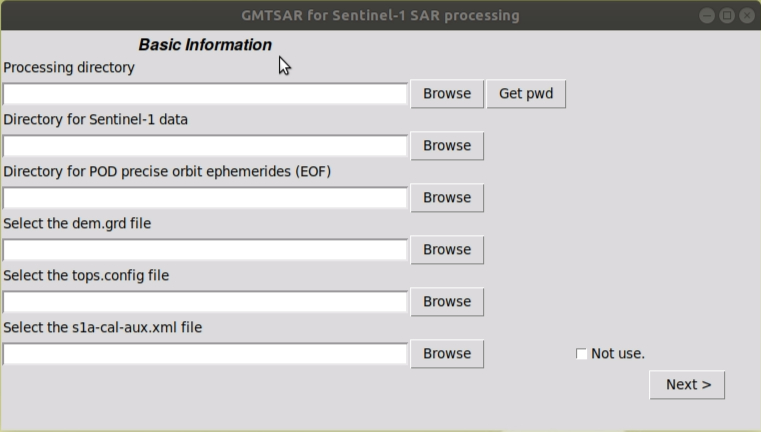 GMTSAR for Sentinel-1 SAR processing
Basic Information
Processing directory
Browse Get pwd
Directory for Sentinel-1 data
Browse
Directory for POD precise orbit ephemerides (EOF)
Browse
Select the dem.grd file
Browse
Select the tops.config file
Browse
Select the s1a-cal-aux.xml file
Browse Not use.
Next >